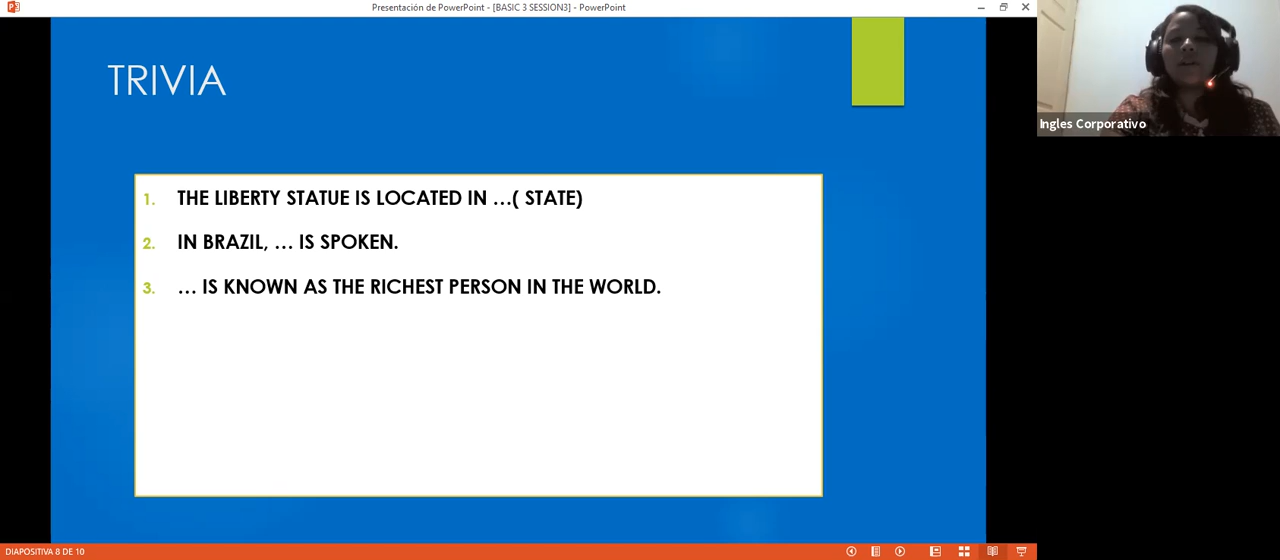 Presentación de PowerPoint - [BASIC 3 SESSION3] - PowerPoint
TRIVIA
1. THE LIBERTY STATUE IS LOCATED IN ...( STATE)
2. IN BRAZIL, ... IS SPOKEN.
3. ... IS KNOWN AS THE RICHEST PERSON IN THE WORLD.
Ingles Corporativo
DIAPOSITIVA 8 DE 10